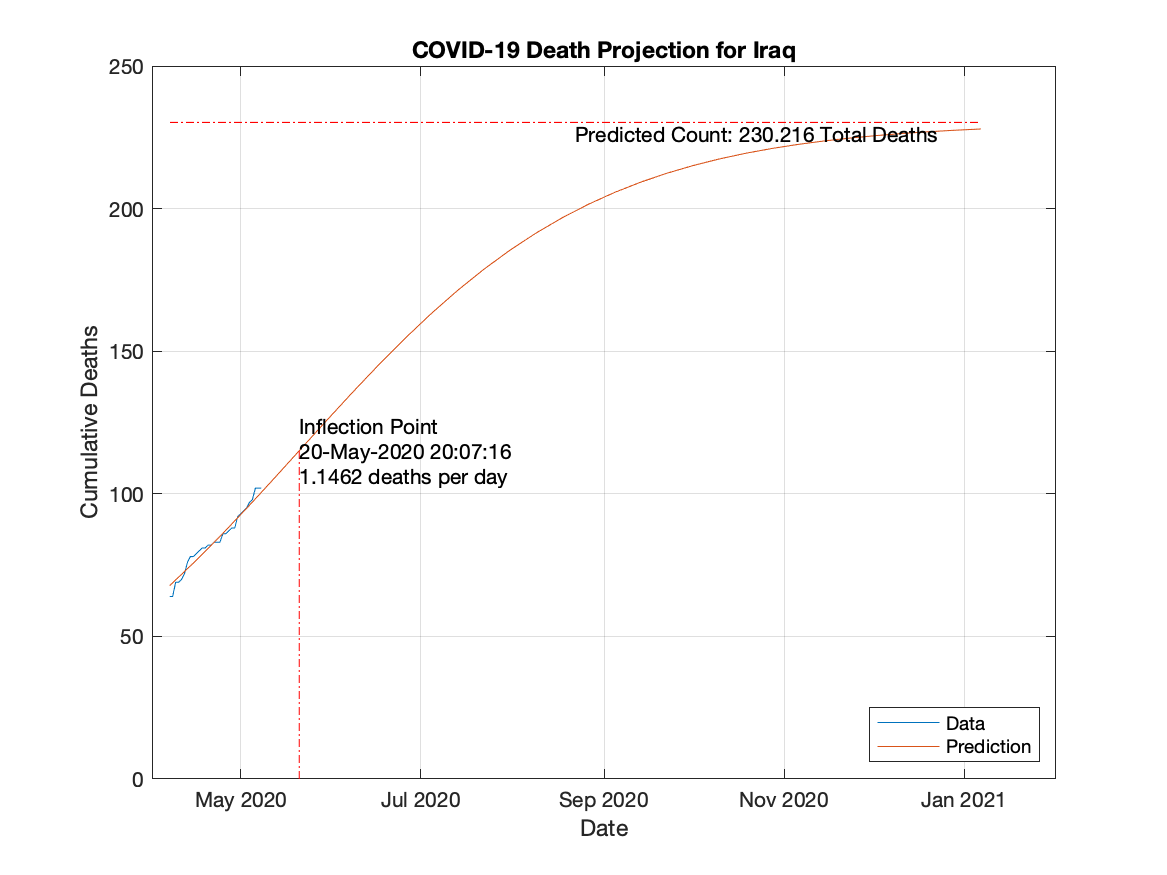 COVID-19 Death Projection for Iraq
250
200
150
100
50
0
Cumulative Deaths
Predicted Count: 230.216 Total Deaths
Inflection Point
20-May-2020 20:07:16
1.1462 deaths per day
Data
Prediction
May 2020
Jul 2020
Sep 2020
Nov 2020
Jan 2021
Date